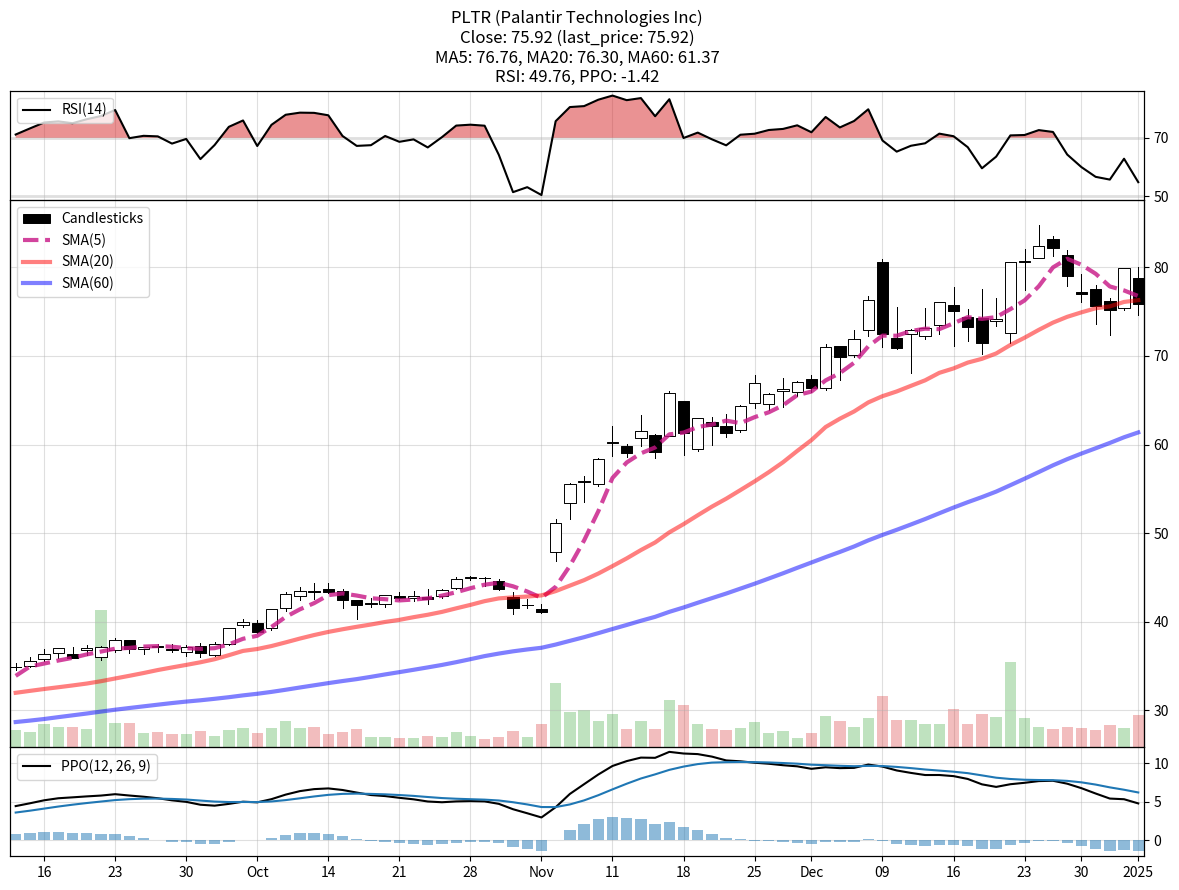 PLTR (Palantir Technologies Inc)
Close: 75.92 (last_price: 75.92)
MA5: 76.76, MA20: 76.30, MA60: 61.37
RSI: 49.76, PPO: -1.42
RSI(14)
70
50
Candlesticks
SMA(5)
SMA(20)
SMA(60)
80
70
60
50
40
30
PPO(12, 26, 9)
10
5
0
16 23 30 Oct 14 21 28 Nov 11 18 25 Dec 09 16 23 30 2025